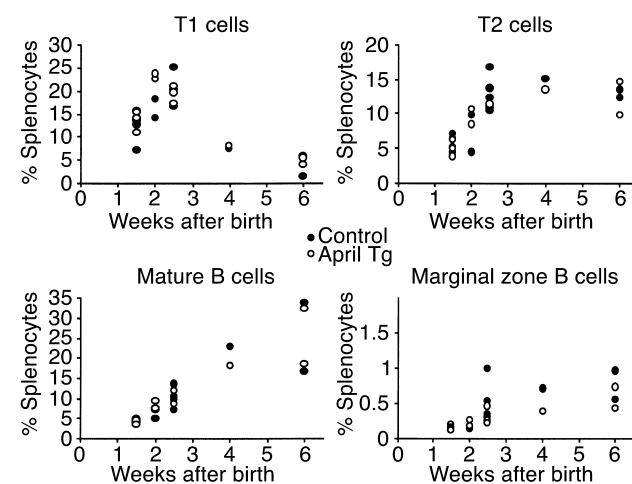 T1 cells
% Splenocytes
30
25
20
15
10
5
0
0 1 2 3 4 5 6
Weeks after birth
T2 cells
% Splenocytes
20
15
10
5
0
0 1 2 3 4 5 6
Weeks after birth
Control
April Tg
Mature B cells
% Splenocytes
35
30
25
20
15
10
5
0
0 1 2 3 4 5 6
Weeks after birth
Marginal zone B cells
% Splenocytes
1.5
1
0.5
0
0 1 2 3 4 5 6
Weeks after birth